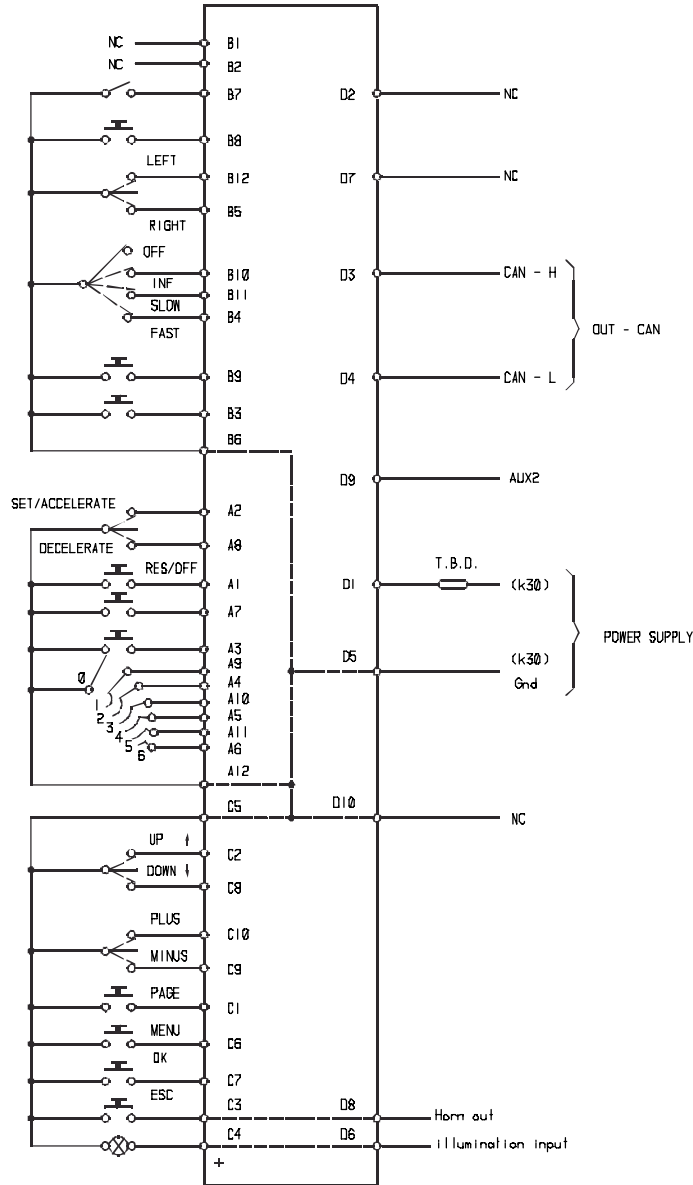 NC B1
NC B2
B7 D2 NC
B8
LEFT
B12 D7 NC
B5
RIGHT
OFF
B10 D3 CAN - H
INF
B11
SLOW
B4
FAST
OUT - CAN
B9 D4 CAN - L
B3
B6
D9 AUX2
SET/ACCELERATE
A2
DECELERATE
A8
RES/OFF
T.B.D.
A1 D1 (k30)
A7
POWER SUPPLY
A3
A9 D5 (k30)
0 A4 Gnd
1 A10
2 A5
3 A11
4 A6
5
6
A12
C5 D10 NC
UP ↑
C2
DOWN ↓
C8
PLUS
C10
MINUS
C9
PAGE
C1
MENU
C6
OK
C7
ESC
C3 D8 Horn out
C4 D6 illumination input
+